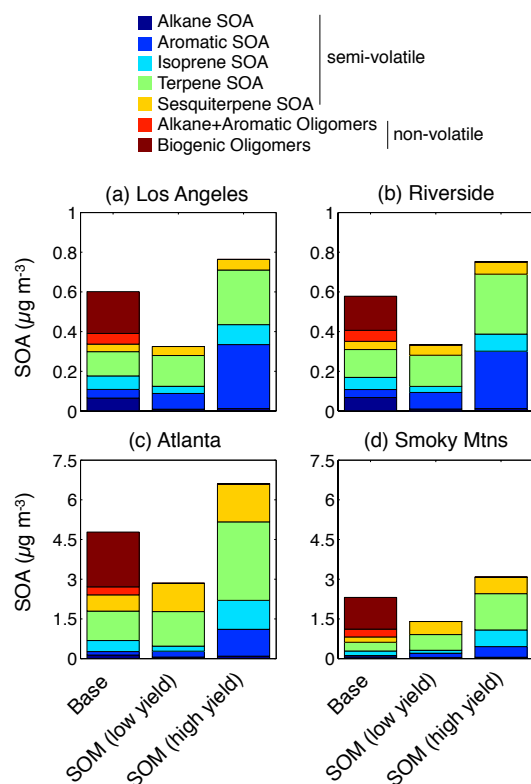 Alkane SOA
Aromatic SOA
Isoprene SOA
Terpene SOA
Sesquiterpene SOA
semi-volatile
Alkane+Aromatic Oligomers
Biogenic Oligomers
non-volatile
(a) Los Angeles
(b) Riverside
SOA (µg m-3)
1
0.8
0.6
0.4
0.2
0
1
0.8
0.6
0.4
0.2
0
(c) Atlanta
(d) Smoky Mtns
SOA (µg m-3)
7.5
6
4.5
3
1.5
0
7.5
6
4.5
3
1.5
0
Base
SOM (low yield)
SOM (high yield)
Base
SOM (low yield)
SOM (high yield)